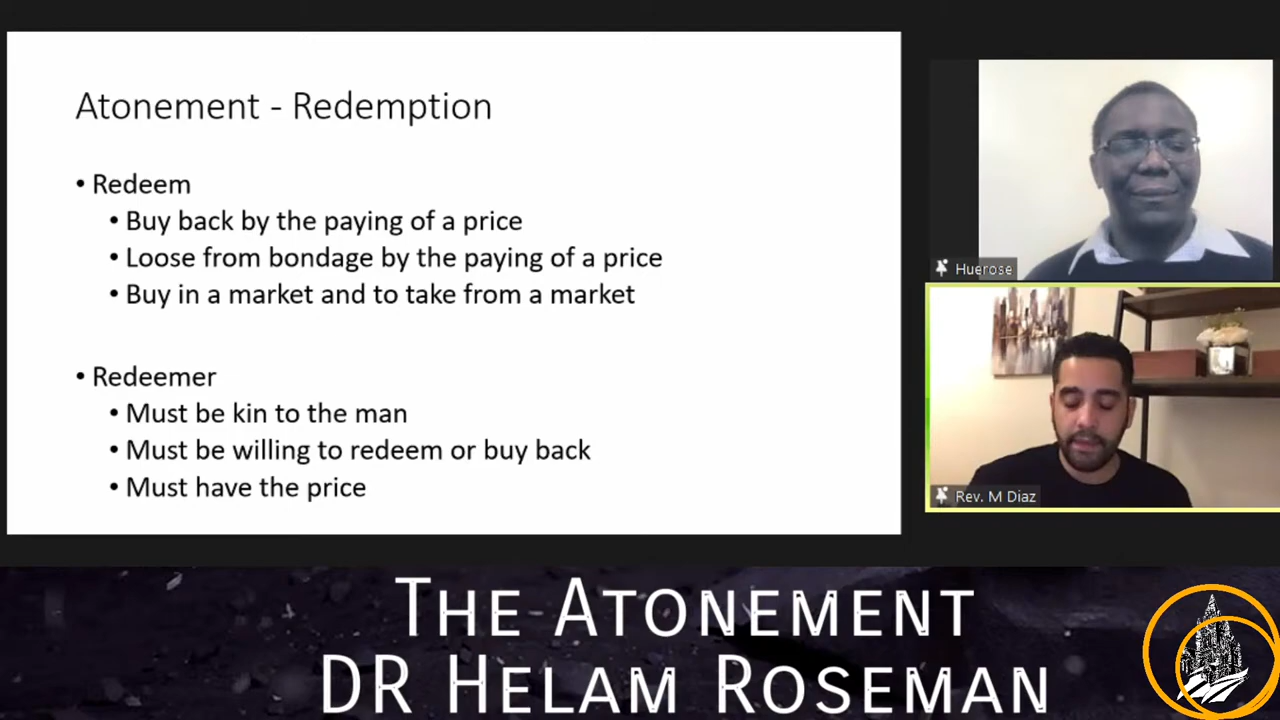 Atonement - Redemption
• Redeem
• Buy back by the paying of a price
• Loose from bondage by the paying of a price
• Buy in a market and to take from a market
• Redeemer
• Must be kin to the man
• Must be willing to redeem or buy back
• Must have the price
Huerose
Rev. M Diaz
The Atonement
DR Helam Roseman